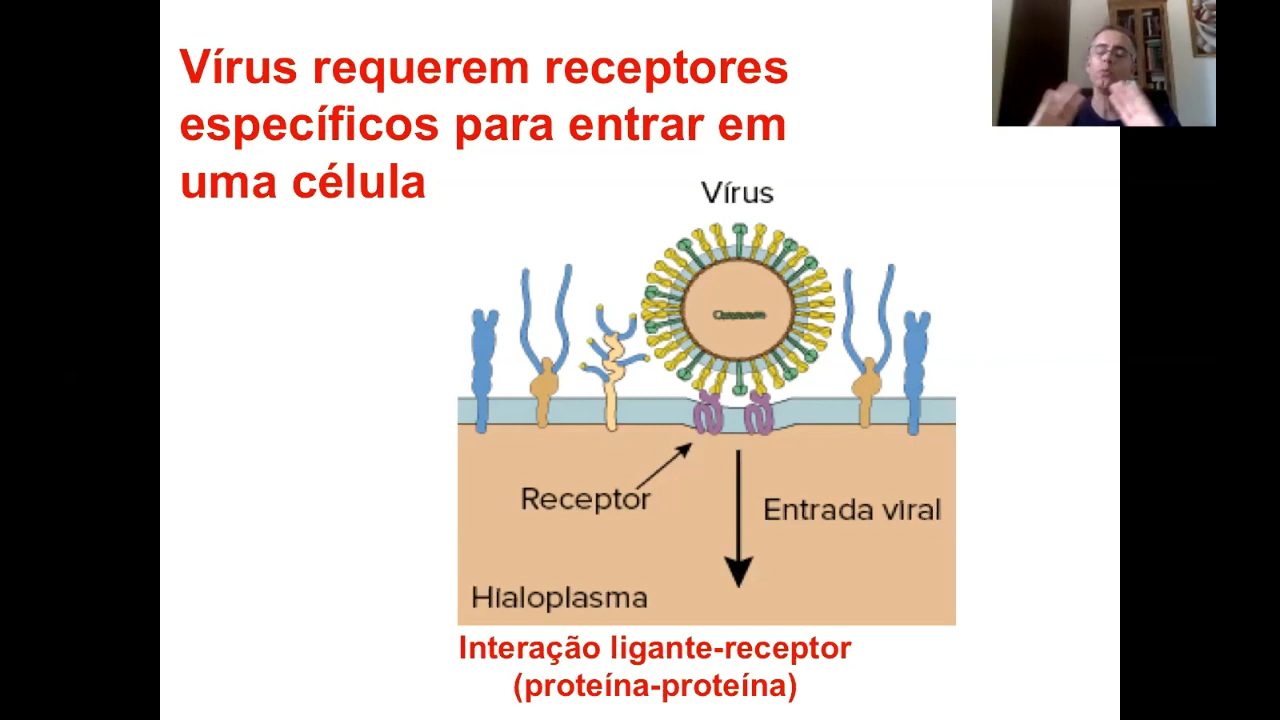 Vírus requerem receptores
específicos para entrar em
uma célula
Vírus
Receptor
Entrada viral
Hialoplasma
Interação ligante-receptor
(proteína-proteína)